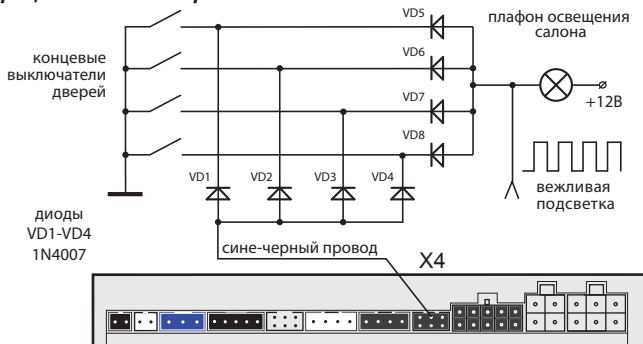 VD5
плафон освещения
салона
VD6
концевые
выключатели
дверей
+12В
VD7
VD8
VD1 VD2 VD3 VD4
вежливая
подсветка
диоды
VD1-VD4
1N4007
сине-черный провод
X4